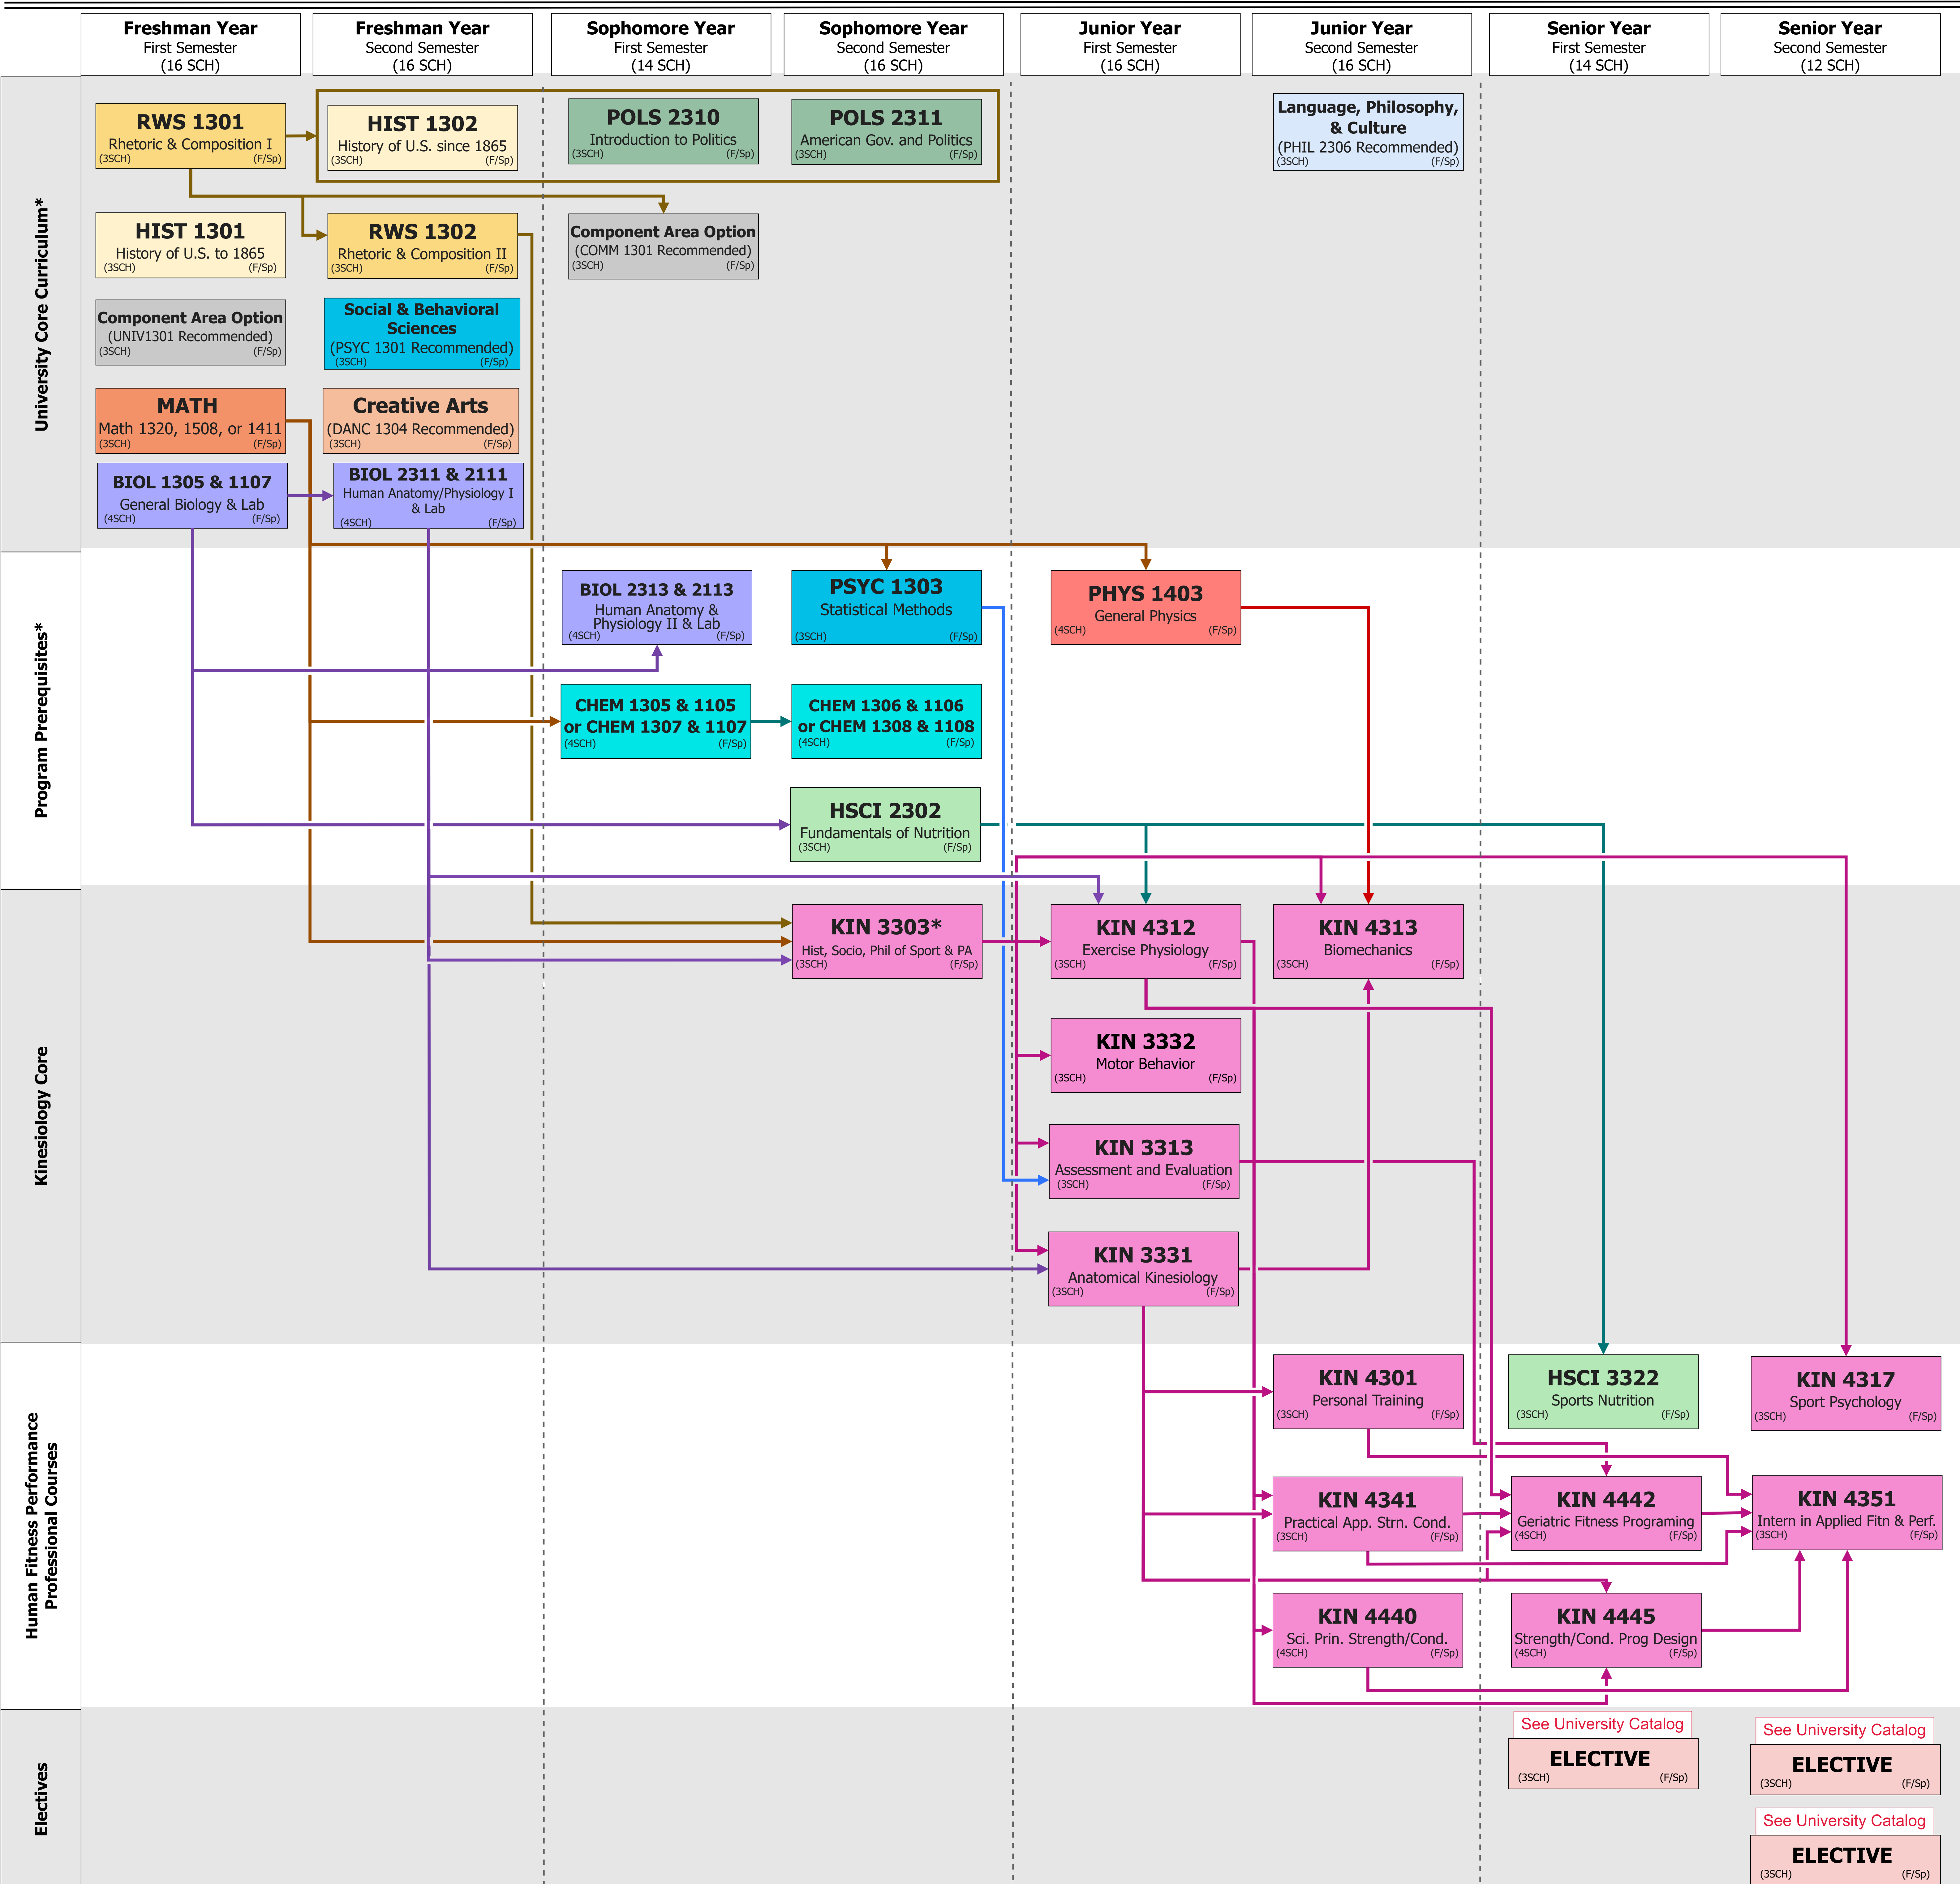 Freshman Year
First Semester
(16 SCH)
Freshman Year
Second Semester
(16 SCH)
Sophomore Year
First Semester
(14 SCH)
Sophomore Year
Second Semester
(16 SCH)
Junior Year
First Semester
(16 SCH)
Junior Year
Second Semester
(16 SCH)
Senior Year
First Semester
(14 SCH)
Senior Year
Second Semester
(12 SCH)
University Core Curriculum*
RWS 1301
Rhetoric & Composition I
(3SCH) (F/Sp)
HIST 1302
History of U.S. since 1865
(3SCH) (F/Sp)
POLS 2310
Introduction to Politics
(3SCH) (F/Sp)
POLS 2311
American Gov. and Politics
(3SCH) (F/Sp)
Language, Philosophy,
& Culture
(PHIL 2306 Recommended)
(3SCH) (F/Sp)
HIST 1301
History of U.S. to 1865
(3SCH) (F/Sp)
RWS 1302
Rhetoric & Composition II
(3SCH) (F/Sp)
Component Area Option
(COMM 1301 Recommended)
(3SCH) (F/Sp)
Component Area Option
(UNIV1301 Recommended)
(3SCH) (F/Sp)
Social & Behavioral
Sciences
(PSYC 1301 Recommended)
(3SCH) (F/Sp)
MATH
Math 1320, 1508, or 1411
(3SCH) (F/Sp)
Creative Arts
(DANC 1304 Recommended)
(3SCH) (F/Sp)
BIOL 1305 & 1107
General Biology & Lab
(4SCH) (F/Sp)
BIOL 2311 & 2111
Human Anatomy/Physiology I
& Lab
(4SCH) (F/Sp)
Program Prerequisites*
BIOL 2313 & 2113
Human Anatomy &
Physiology II & Lab
(4SCH) (F/Sp)
PSYC 1303
Statistical Methods
(3SCH) (F/Sp)
PHYS 1403
General Physics
(4SCH) (F/Sp)
CHEM 1305 & 1105
or CHEM 1307 & 1107
(4SCH) (F/Sp)
CHEM 1306 & 1106
or CHEM 1308 & 1108
(4SCH) (F/Sp)
HSCI 2302
Fundamentals of Nutrition
(3SCH) (F/Sp)
Kinesiology Core
KIN 3303*
Hist, Socio, Phil of Sport & PA
(3SCH) (F/Sp)
KIN 4312
Exercise Physiology
(3SCH) (F/Sp)
KIN 4313
Biomechanics
(3SCH) (F/Sp)
KIN 3332
Motor Behavior
(3SCH) (F/Sp)
KIN 3313
Assessment and Evaluation
(3SCH) (F/Sp)
KIN 3331
Anatomical Kinesiology
(3SCH) (F/Sp)
Human Fitness Performance
Professional Courses
KIN 4301
Personal Training
(3SCH) (F/Sp)
HSCI 3322
Sports Nutrition
(3SCH) (F/Sp)
KIN 4317
Sport Psychology
(3SCH) (F/Sp)
KIN 4341
Practical App. Strn. Cond.
(3SCH) (F/Sp)
KIN 4442
Geriatric Fitness Programing
(4SCH) (F/Sp)
KIN 4351
Intern in Applied Fitn & Perf.
(3SCH) (F/Sp)
KIN 4440
Sci. Prin. Strength/Cond.
(4SCH) (F/Sp)
KIN 4445
Strength/Cond. Prog Design
(4SCH) (F/Sp)
Electives
See University Catalog
ELECTIVE
(3SCH) (F/Sp)
See University Catalog
ELECTIVE
(3SCH) (F/Sp)
See University Catalog
ELECTIVE
(3SCH) (F/Sp)